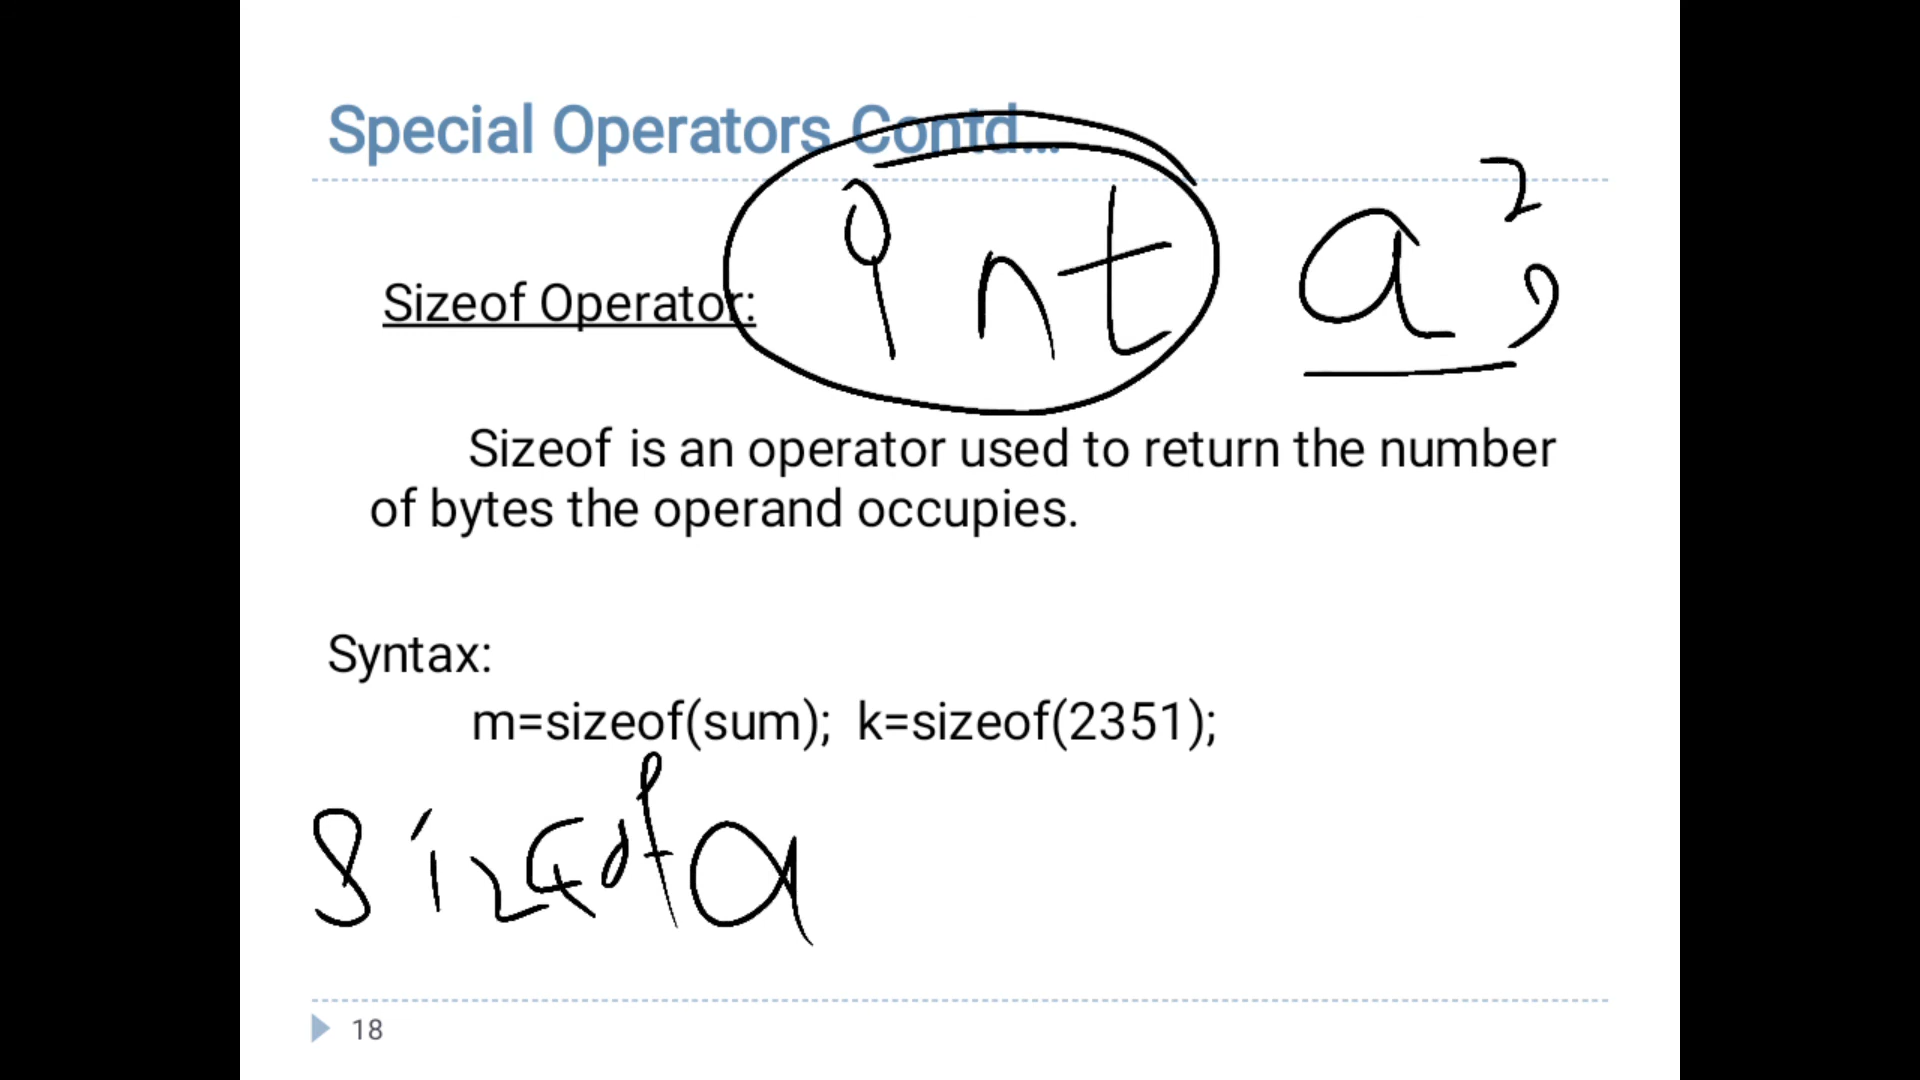 Special Operators Contd...
int a 2 ;
Sizeof Operator:
Sizeof is an operator used to return the number
of bytes the operand occupies.
Syntax:
m=sizeof(sum); k=sizeof(2351);
Sizeof a
18